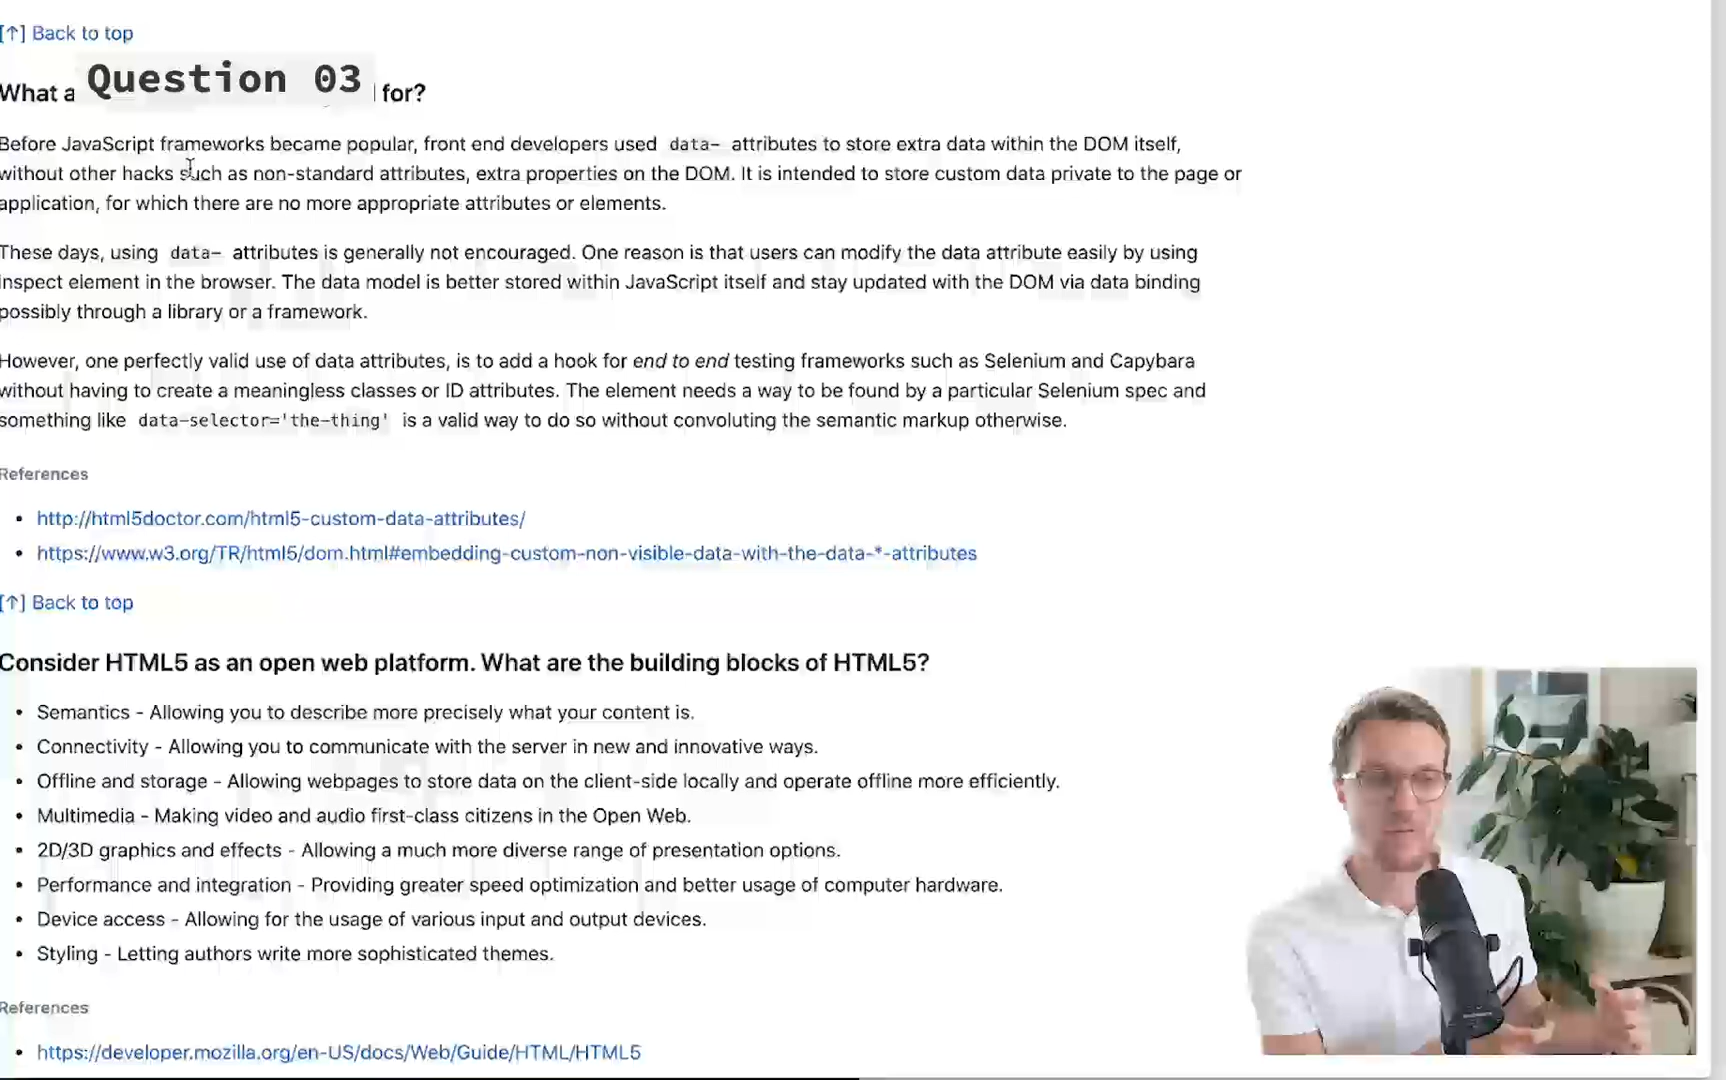 [↑] Back to top
Question 03
What a for?
Before JavaScript frameworks became popular, front end developers used data- attributes to store extra data within the DOM itself,
without other hacks such as non-standard attributes, extra properties on the DOM. It is intended to store custom data private to the page or
application, for which there are no more appropriate attributes or elements.
These days, using data- attributes is generally not encouraged. One reason is that users can modify the data attribute easily by using
inspect element in the browser. The data model is better stored within JavaScript itself and stay updated with the DOM via data binding
possibly through a library or a framework.
However, one perfectly valid use of data attributes, is to add a hook for end to end testing frameworks such as Selenium and Capybara
without having to create a meaningless classes or ID attributes. The element needs a way to be found by a particular Selenium spec and
something like data-selector='the-thing' is a valid way to do so without convoluting the semantic markup otherwise.
References
• http://html5doctor.com/html5-custom-data-attributes/
• https://www.w3.org/TR/html5/dom.html#embedding-custom-non-visible-data-with-the-data-*-attributes
[↑] Back to top
Consider HTML5 as an open web platform. What are the building blocks of HTML5?
• Semantics - Allowing you to describe more precisely what your content is.
• Connectivity - Allowing you to communicate with the server in new and innovative ways.
• Offline and storage - Allowing webpages to store data on the client-side locally and operate offline more efficiently.
• Multimedia - Making video and audio first-class citizens in the Open Web.
• 2D/3D graphics and effects - Allowing a much more diverse range of presentation options.
• Performance and integration - Providing greater speed optimization and better usage of computer hardware.
• Device access - Allowing for the usage of various input and output devices.
• Styling - Letting authors write more sophisticated themes.
References
• https://developer.mozilla.org/en-US/docs/Web/Guide/HTML/HTML5